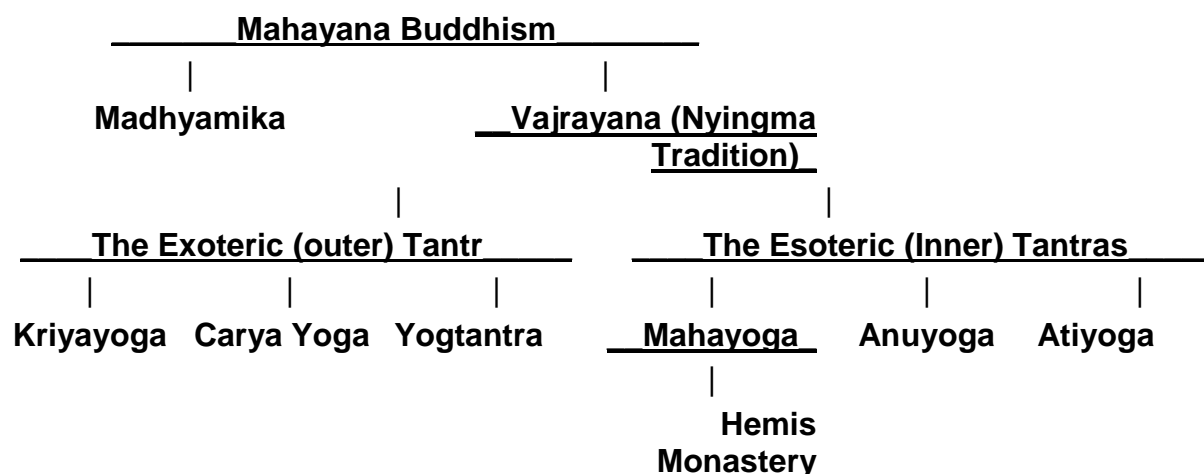 Mahayana Buddhism
Madhyamika
Vajrayana (Nyingma
Tradition)
The Exoteric (outer) Tantr
The Esoteric (Inner) Tantras
Kriyayoga Carya Yoga Yogtantra
Mahayoga Anuyoga Atiyoga
Hemis
Monastery